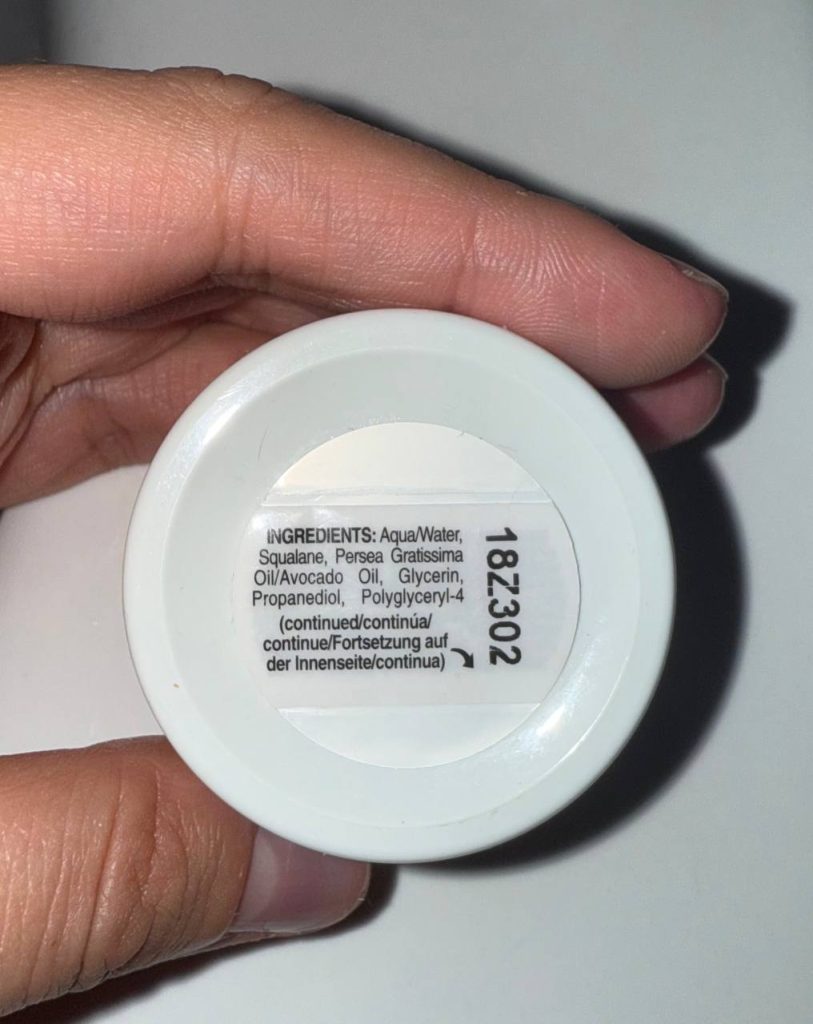 INGREDIENTS: Aqua/Water,
Squalane, Persea Gratissima
Oil/Avocado Oil, Glycerin,
Propanediol, Polyglyceryl-4
(continued/continúa/
continue/Fortsetzung auf
der Innenseite/continua)
18Z302